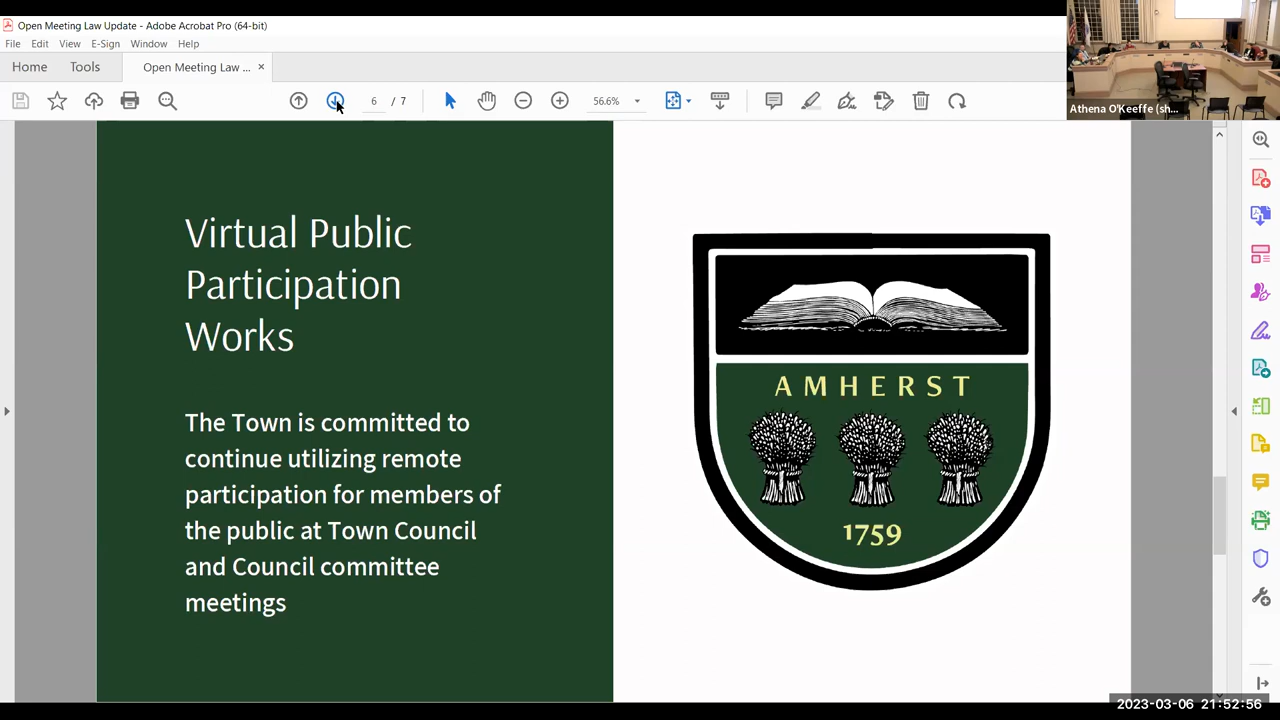 Open Meeting Law Update - Adobe Acrobat Pro (64-bit)
File Edit View E-Sign Window Help
Home Tools Open Meeting Law ... ×
6 / 7 56.6%
Athena O'Keeffe (sh...
Virtual Public
Participation
Works
The Town is committed to
continue utilizing remote
participation for members of
the public at Town Council
and Council committee
meetings
AMHERST
1759
2023-03-06 21:52:56